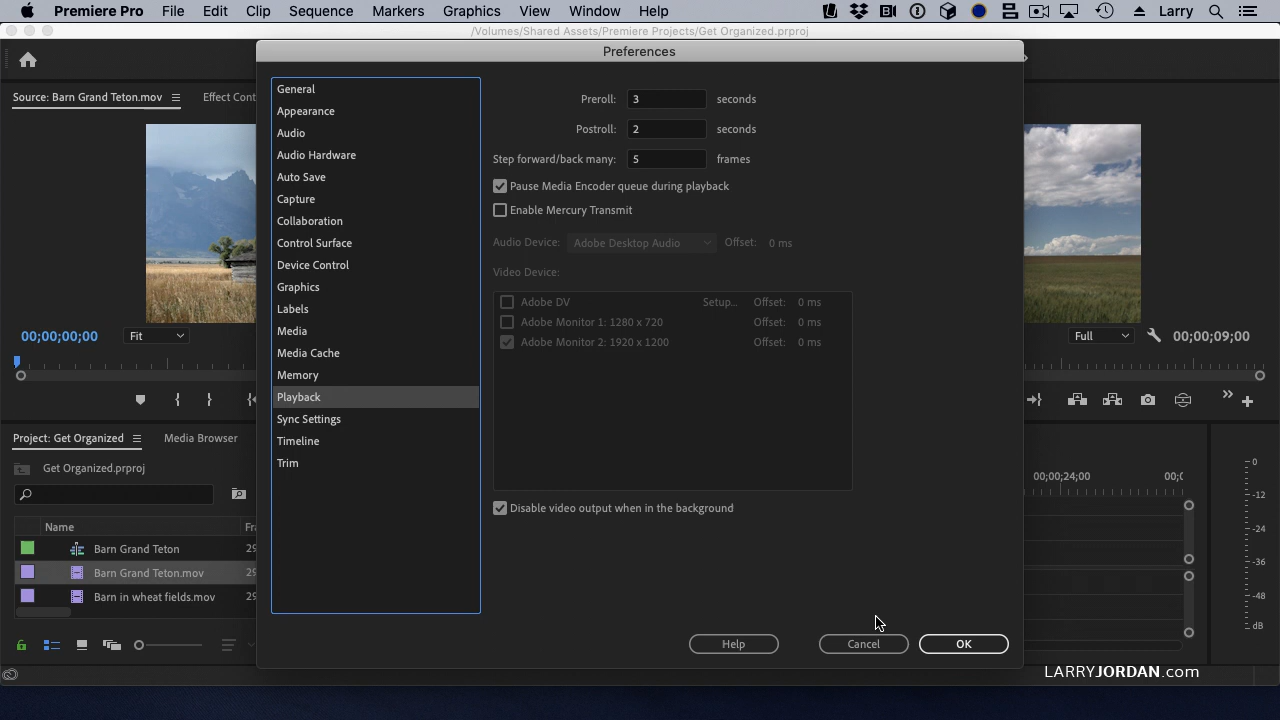 Premiere Pro File Edit Clip Sequence Markers Graphics View Window Help Larry
/Volumes/Shared Assets/Premiere Projects/Get Organized.prproj
Preferences
Source: Barn Grand Teton.mov
Effect Cont
00;00;00;00
Fit
Project: Get Organized
Media Browser
Get Organized.prproj
Name
Fra
Barn Grand Teton
29
Barn Grand Teton.mov
29
Barn in wheat fields.mov
29
General
Appearance
Audio
Audio Hardware
Auto Save
Capture
Collaboration
Control Surface
Device Control
Graphics
Labels
Media
Media Cache
Memory
Playback
Sync Settings
Timeline
Trim
Preroll: 3 seconds
Postroll: 2 seconds
Step forward/back many: 5 frames
Pause Media Encoder queue during playback
Enable Mercury Transmit
Audio Device: Adobe Desktop Audio Offset: 0 ms
Video Device:
Adobe DV Setup... Offset: 0 ms
Adobe Monitor 1: 1280 x 720 Offset: 0 ms
Adobe Monitor 2: 1920 x 1200 Offset: 0 ms
Disable video output when in the background
Help
Cancel
OK
Full
00;00;09;00
00;00;24;00
00;(
0
-12
-24
-36
-48
dB
LARRYJORDAN.com